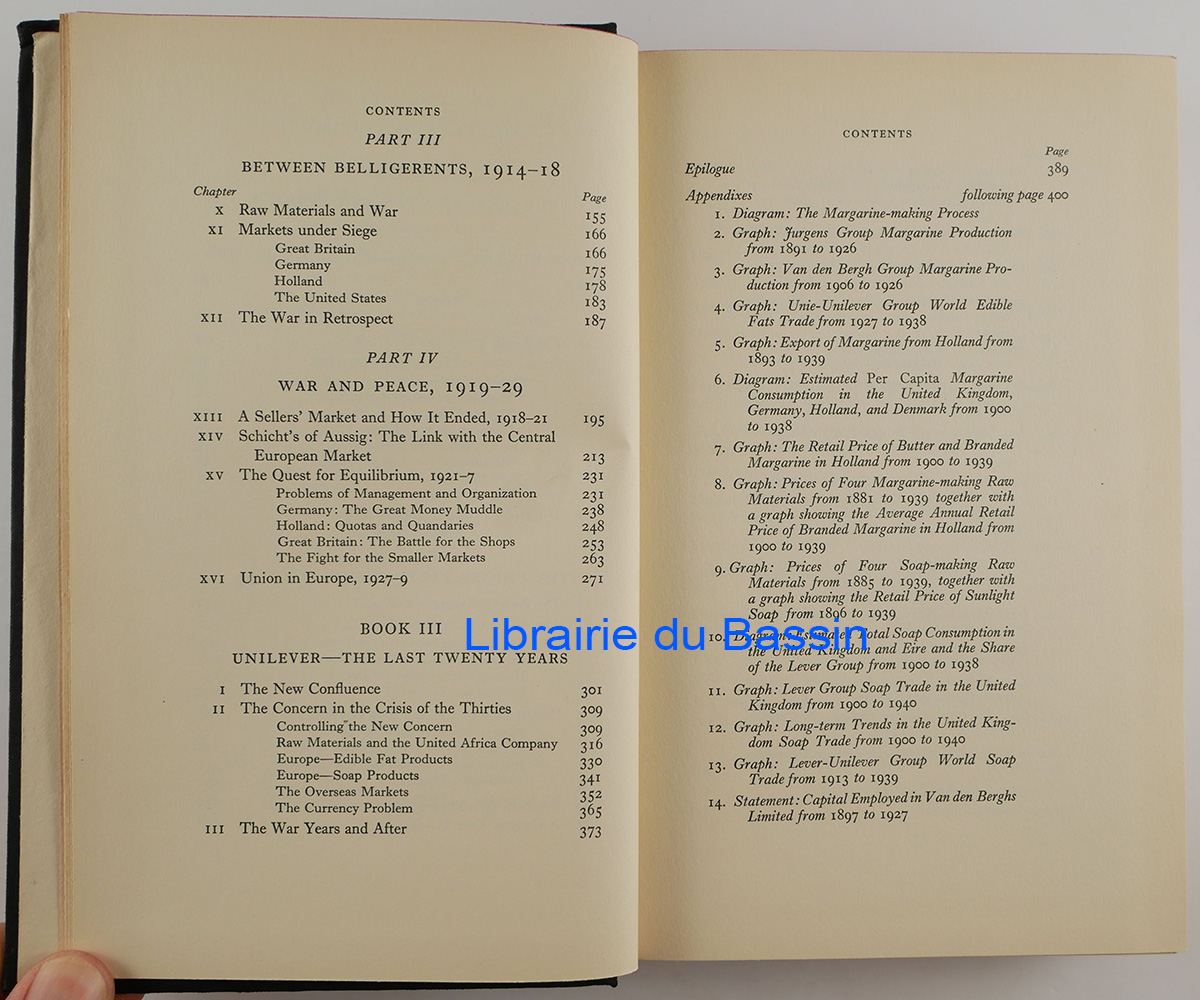 CONTENTS
PART III
BETWEEN BELLIGERENTS, 1914–18
Chapter Page
X Raw Materials and War 155
XI Markets under Siege 166
Great Britain 166
Germany 175
Holland 178
The United States 183
XII The War in Retrospect 187
PART IV
WAR AND PEACE, 1919–29
XIII A Sellers' Market and How It Ended, 1918–21 195
XIV Schicht's of Aussig: The Link with the Central
European Market 213
XV The Quest for Equilibrium, 1921–7 231
Problems of Management and Organization 231
Germany: The Great Money Muddle 238
Holland: Quotas and Quandaries 248
Great Britain: The Battle for the Shops 253
The Fight for the Smaller Markets 263
XVI Union in Europe, 1927–9 271
BOOK III
UNILEVER—THE LAST TWENTY YEARS
I The New Confluence 301
II The Concern in the Crisis of the Thirties 309
Controlling the New Concern 309
Raw Materials and the United Africa Company 316
Europe—Edible Fat Products 330
Europe—Soap Products 341
The Overseas Markets 352
The Currency Problem 365
III The War Years and After 373
CONTENTS
Page
Epilogue 389
Appendixes following page 400
1. Diagram: The Margarine-making Process
2. Graph: Jurgens Group Margarine Production
from 1891 to 1926
3. Graph: Van den Bergh Group Margarine Pro-
duction from 1906 to 1926
4. Graph: Unie-Unilever Group World Edible
Fats Trade from 1927 to 1938
5. Graph: Export of Margarine from Holland from
1893 to 1939
6. Diagram: Estimated Per Capita Margarine
Consumption in the United Kingdom,
Germany, Holland, and Denmark from 1900
to 1938
7. Graph: The Retail Price of Butter and Branded
Margarine in Holland from 1900 to 1939
8. Graph: Prices of Four Margarine-making Raw
Materials from 1881 to 1939 together with
a graph showing the Average Annual Retail
Price of Branded Margarine in Holland from
1900 to 1939
9. Graph: Prices of Four Soap-making Raw
Materials from 1885 to 1939, together with
a graph showing the Retail Price of Sunlight
Soap from 1896 to 1939
Librairie du Bassin
10. Diagram: Estimated Total Soap Consumption in
the United Kingdom and Eire and the Share
of the Lever Group from 1900 to 1938
11. Graph: Lever Group Soap Trade in the United
Kingdom from 1900 to 1940
12. Graph: Long-term Trends in the United King-
dom Soap Trade from 1900 to 1940
13. Graph: Lever-Unilever Group World Soap
Trade from 1913 to 1939
14. Statement: Capital Employed in Van den Berghs
Limited from 1897 to 1927